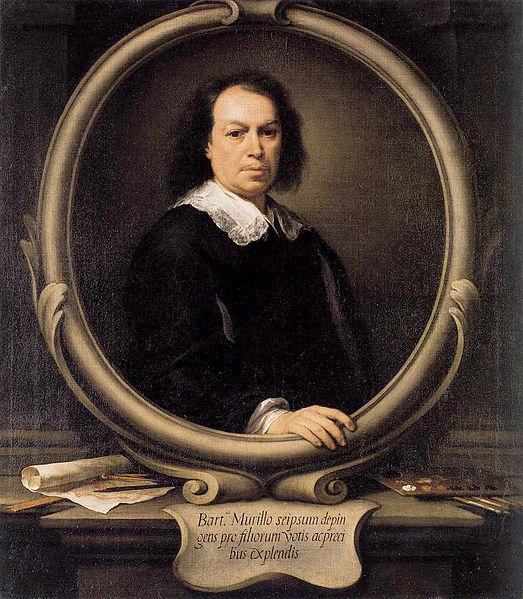 Bart.us Murillo seipsum depin
gens pro filiorum votis acpreci
bus explendis